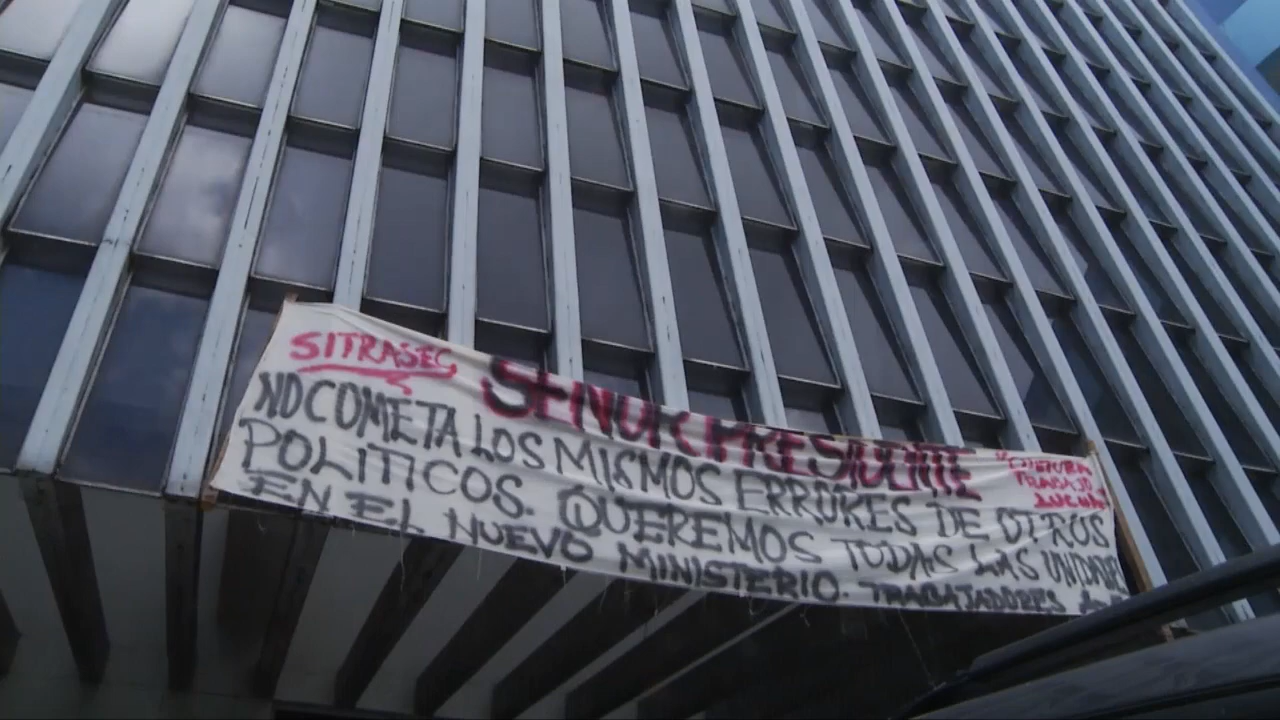 SITRASEC
SEÑOR PRESIDENTE
NO COMETA LOS MISMOS ERRORES DE OTROS
POLITICOS. QUEREMOS TODAS LAS UNIDADES
EN EL NUEVO MINISTERIO. TRABAJADORES
TRABAJO